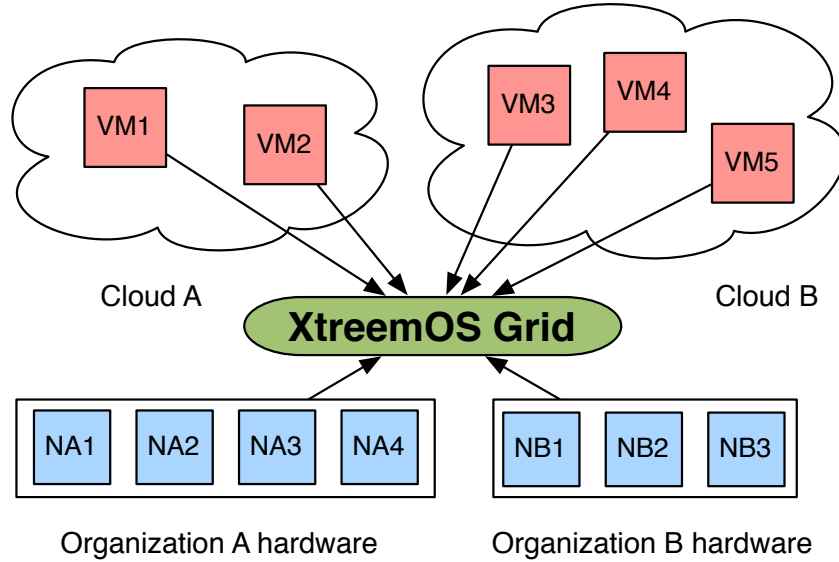 VM1
VM2
VM3
VM4
VM5
Cloud A
Cloud B
XtreemOS Grid
NA1
NA2
NA3
NA4
NB1
NB2
NB3
Organization A hardware
Organization B hardware